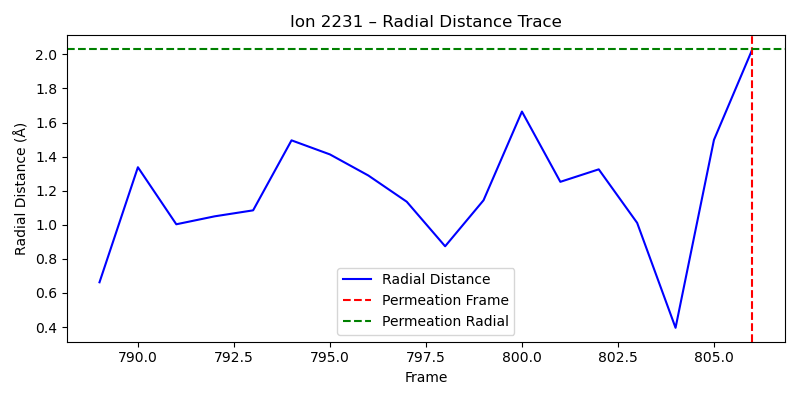 Ion 2231 – Radial Distance Trace
Radial Distance (Å)
2.0
1.8
1.6
1.4
1.2
1.0
0.8
0.6
0.4
Radial Distance
Permeation Frame
Permeation Radial
790.0 792.5 795.0 797.5 800.0 802.5 805.0
Frame